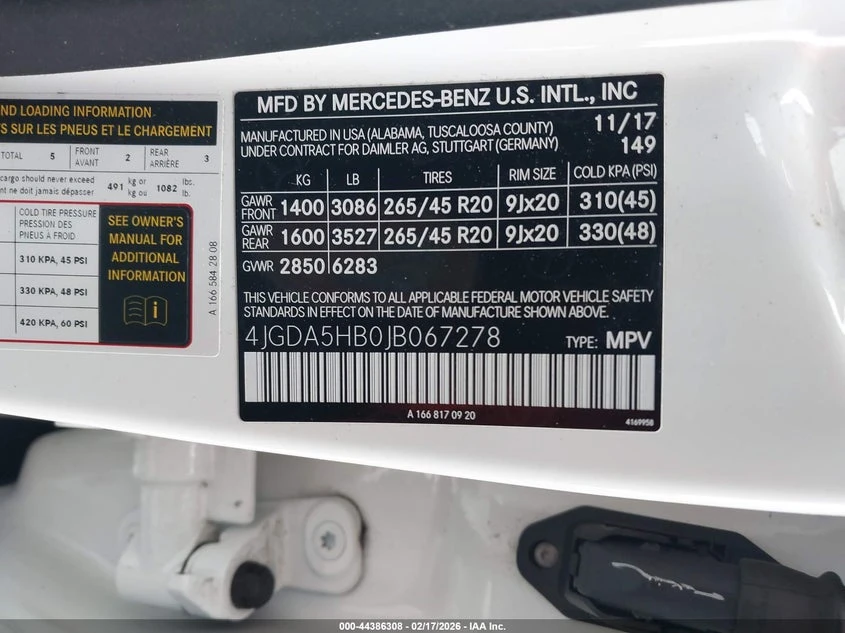 ND LOADING INFORMATION
TS SUR LES PNEUS ET LE CHARGEMENT
TOTAL 5 FRONT AVANT 2 REAR ARRIÈRE 3
cargo should never exceed 491 kg or 1082 lbs.
nt ne doit jamais dépasser kg ou lb.
COLD TIRE PRESSURE
PRESSION DES
PNEUS À FROID
310 KPA, 45 PSI
330 KPA, 48 PSI
420 KPA, 60 PSI
SEE OWNER'S
MANUAL FOR
ADDITIONAL
INFORMATION
i
A 166 584 28 08
MFD BY MERCEDES-BENZ U.S. INTL., INC
MANUFACTURED IN USA (ALABAMA, TUSCALOOSA COUNTY) 11/17
UNDER CONTRACT FOR DAIMLER AG, STUTTGART (GERMANY) 149
KG LB TIRES RIM SIZE COLD KPA(PSI)
GAWR FRONT 1400 3086 265/45 R20 9Jx20 310(45)
GAWR REAR 1600 3527 265/45 R20 9Jx20 330(48)
GVWR 2850 6283
THIS VEHICLE CONFORMS TO ALL APPLICABLE FEDERAL MOTOR VEHICLE SAFETY
STANDARDS IN EFFECT ON THE DATE OF MANUFACTURE SHOWN ABOVE.
4JGDA5HB0JB067278 TYPE: MPV
A 166 817 09 20
4169958
000-44386308 - 02/17/2026 - IAA Inc.